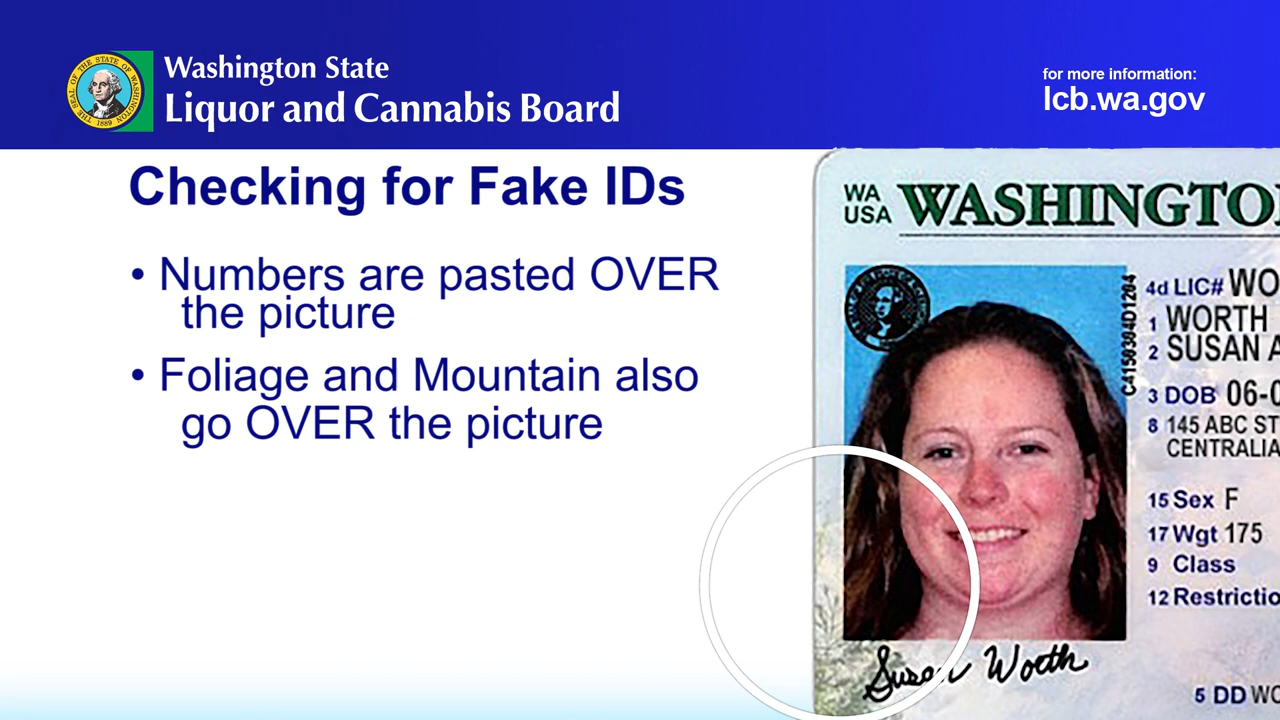 Washington State
Liquor and Cannabis Board
for more information:
lcb.wa.gov
Checking for Fake IDs
• Numbers are pasted OVER
the picture
• Foliage and Mountain also
go OVER the picture
WA
USA
WASHINGTO
4d LIC# WO
1 WORTH
2 SUSAN A
3 DOB 06-0
8 145 ABC ST
CENTRALIA
15 Sex F
17 Wgt 175
9 Class
12 Restrictio
5 DD WO
Susan Worth